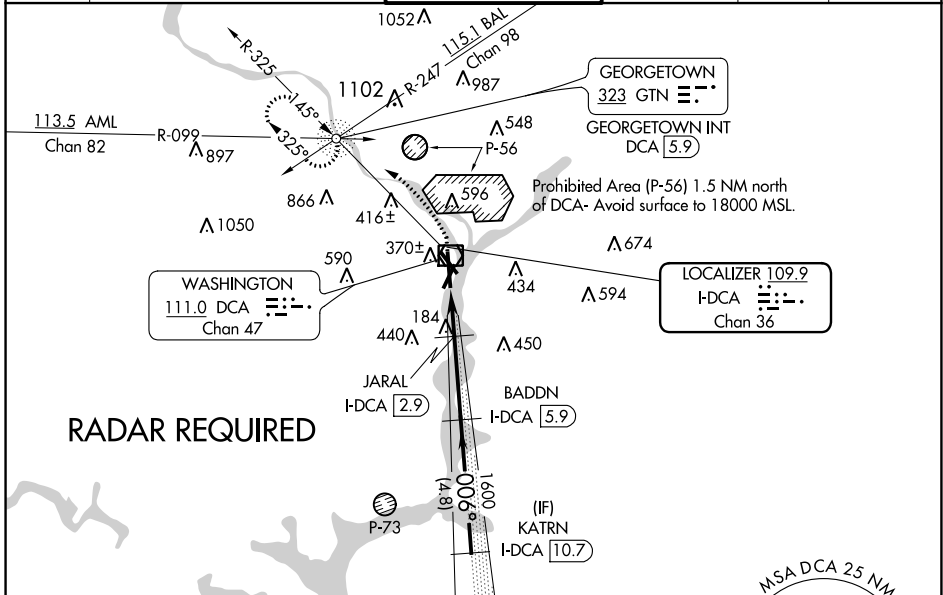 1052
115.1 BAL
Chan 98
R-247
R-325
1102
987
145°
325°
GEORGETOWN
323 GTN
GEORGETOWN INT
DCA 5.9
113.5 AML
Chan 82
R-099
897
548
P-56
866
416±
596
Prohibited Area (P-56) 1.5 NM north
of DCA- Avoid surface to 18000 MSL.
1050
370±
674
590
434
594
WASHINGTON
111.0 DCA
Chan 47
LOCALIZER 109.9
I-DCA
Chan 36
184
440
450
JARAL
I-DCA 2.9
BADDN
I-DCA 5.9
RADAR REQUIRED
1600
006°
(4.8)
P-73
(IF)
KATRN
I-DCA 10.7
MSA DCA 25 NM